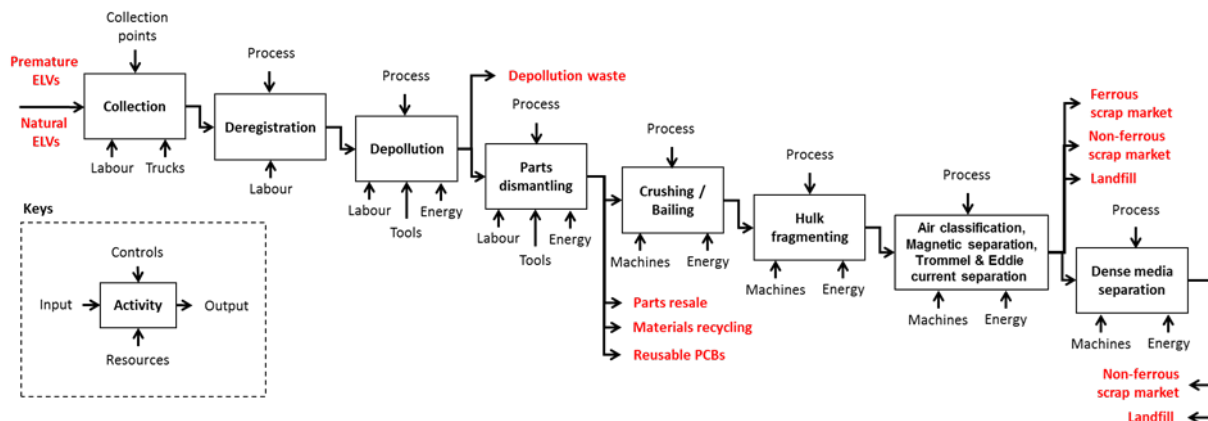 Collection
points
Premature
ELVs
Natural
ELVs
Collection
Labour
Trucks
Process
Deregistration
Labour
Process
Depollution
Labour
Tools
Energy
Depollution waste
Process
Parts
dismantling
Labour
Tools
Energy
Parts resale
Materials recycling
Reusable PCBs
Process
Crushing /
Bailing
Machines
Energy
Process
Hulk
fragmenting
Machines
Energy
Process
Air classification,
Magnetic separation,
Trommel & Eddie
current separation
Machines
Energy
Ferrous
scrap market
Non-ferrous
scrap market
Landfill
Process
Dense media
separation
Machines
Energy
Non-ferrous
scrap market
Landfill
Keys
Controls
Input
Activity
Output
Resources